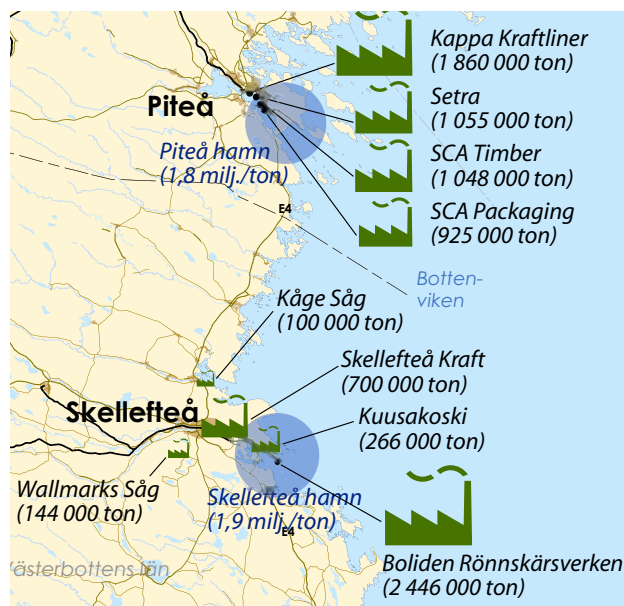 Kappa Kraftliner
(1 860 000 ton)
Piteå
Setra
(1 055 000 ton)
Piteå hamn
(1,8 milj./ton)
SCA Timber
(1 048 000 ton)
E4
SCA Packaging
(925 000 ton)
Botten-
viken
Kåge Såg
(100 000 ton)
Skellefteå Kraft
(700 000 ton)
Skellefteå
Kuusakoski
(266 000 ton)
Wallmarks Såg
(144 000 ton)
Skellefteå hamn
(1,9 milj./ton)
E4
Boliden Rönnskärsverken
(2 446 000 ton)
Västerbottens län